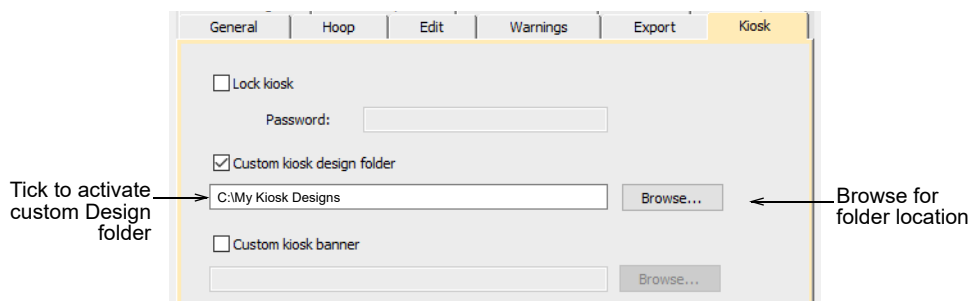 General Hoop Edit Warnings Export Kiosk
Lock kiosk
Password:
Custom kiosk design folder
Tick to activate
custom Design
folder
C:\My Kiosk Designs
Browse...
Browse for
folder location
Custom kiosk banner
Browse...